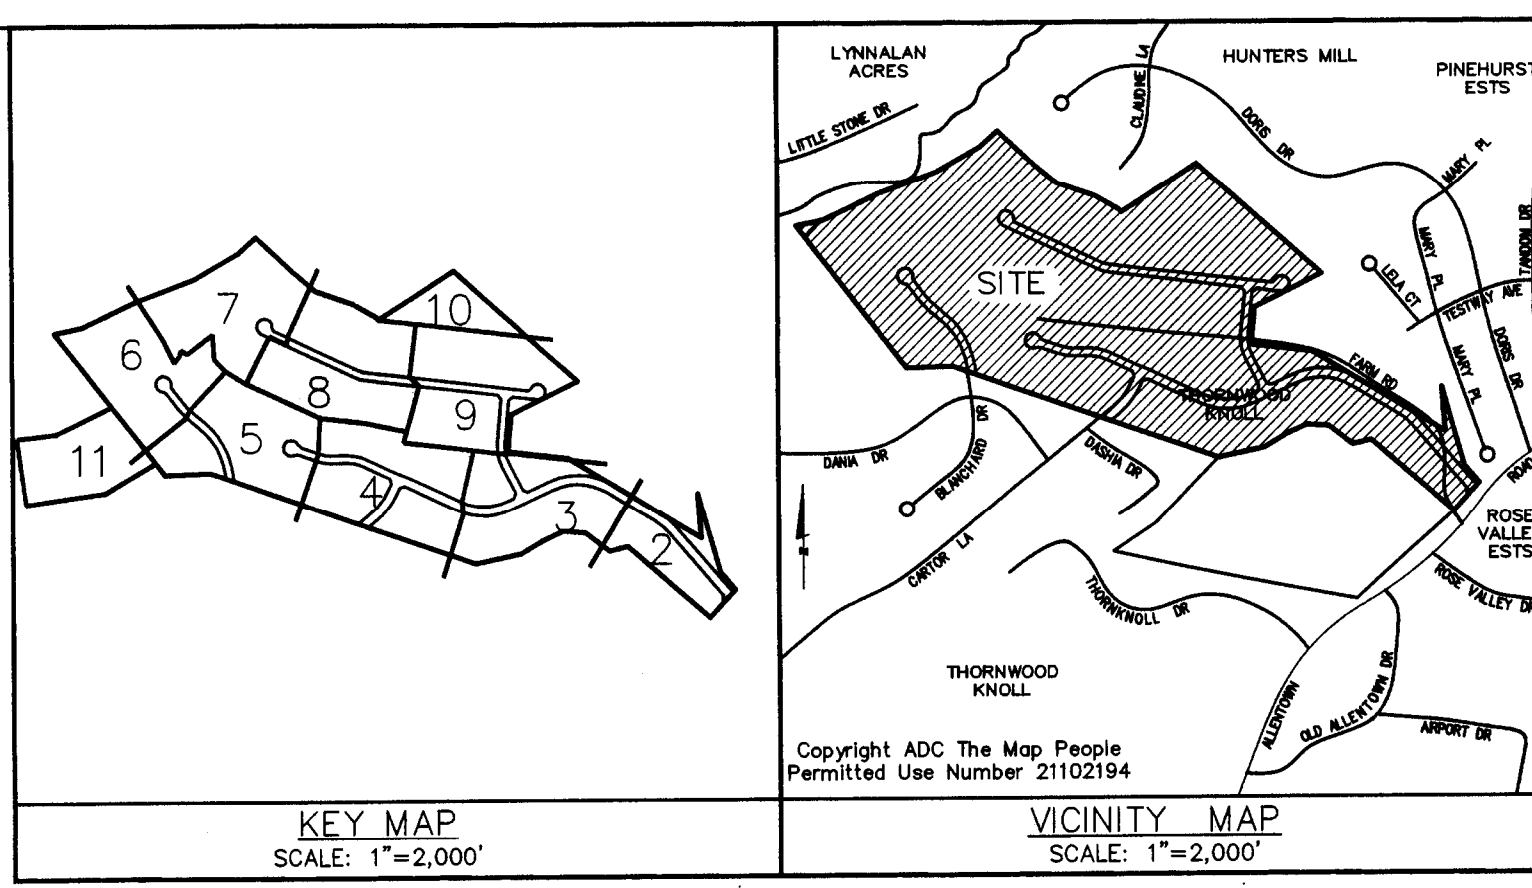 10
7
6
8
9
5
11
4
3
2
KEY MAP
SCALE: 1"=2,000'
LYNNALAN
ACRES
HUNTERS MILL
PINEHURST
ESTS
CLAUDINE LA
LITTLE STONE DR
DORIS DR
MARY PL
TANDOM DR
MARY PL
LELA CT
TESTWAY AVE
SITE
DORIS DR
MARY PL
FARM RD
THORNWOOD
KNOLL
DANIA DR
BLANCHARD DR
DASHIA DR
ROAD
ROSE
VALLE
ESTS
CARTOR LA
THORNKNOLL DR
ROSE VALLEY DR
THORNWOOD
KNOLL
ALLENTOWN
OLD ALLENTOWN DR
ARPORT DR
Copyright ADC The Map People
Permitted Use Number 21102194
VICINITY MAP
SCALE: 1"=2,000'